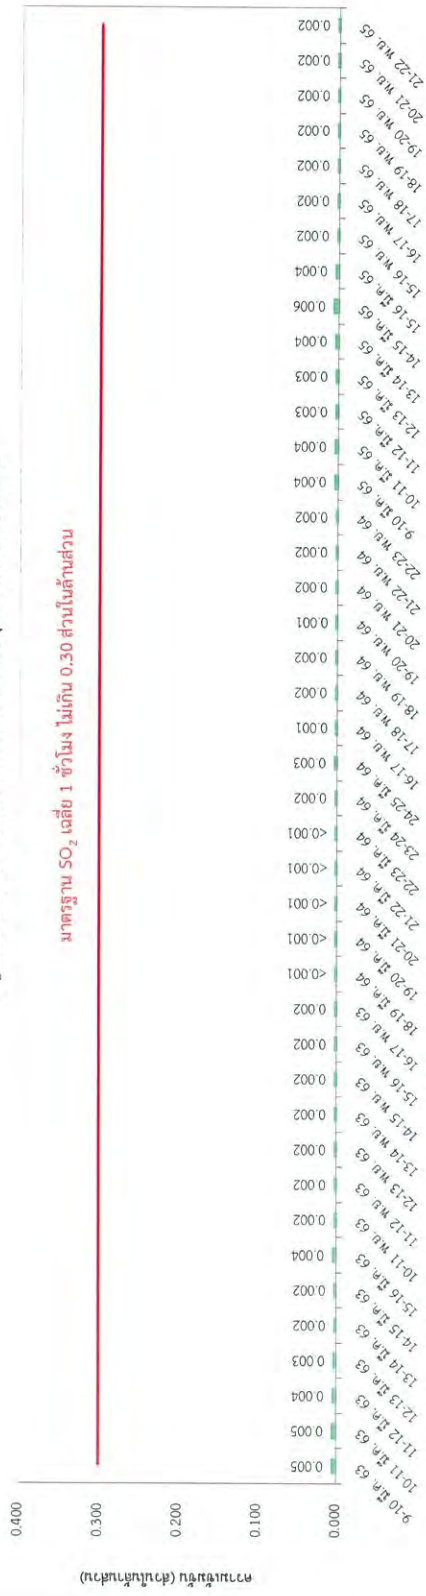 มาตรฐาน SO₂ เฉลี่ย 1 ชั่วโมง ไม่เกิน 0.30 ส่วนในล้านส่วน
ความเข้มข้น (ส่วนในล้านส่วน)
0.400
0.300
0.200
0.100
0.000
0.005
0.005
0.004
0.003
0.002
0.002
0.004
0.002
0.002
0.002
0.002
0.002
0.002
0.002
<0.001
<0.001
<0.001
<0.001
<0.001
0.002
0.003
0.001
0.002
0.002
0.001
0.002
0.002
0.002
0.004
0.004
0.003
0.003
0.004
0.006
0.004
0.002
0.002
0.002
0.002
0.002
0.002
0.002
9-10 มี.ค. 63
10-11 มี.ค. 63
11-12 มี.ค. 63
12-13 มี.ค. 63
13-14 มี.ค. 63
14-15 มี.ค. 63
15-16 มี.ค. 63
10-11 พ.ย. 63
11-12 พ.ย. 63
12-13 พ.ย. 63
13-14 พ.ย. 63
14-15 พ.ย. 63
15-16 พ.ย. 63
16-17 พ.ย. 63
18-19 มี.ค. 64
19-20 มี.ค. 64
20-21 มี.ค. 64
21-22 มี.ค. 64
22-23 มี.ค. 64
23-24 มี.ค. 64
24-25 มี.ค. 64
16-17 พ.ย. 64
17-18 พ.ย. 64
18-19 พ.ย. 64
19-20 พ.ย. 64
20-21 พ.ย. 64
21-22 พ.ย. 64
22-23 พ.ย. 64
9-10 มี.ค. 65
10-11 มี.ค. 65
11-12 มี.ค. 65
12-13 มี.ค. 65
13-14 มี.ค. 65
14-15 มี.ค. 65
15-16 มี.ค. 65
15-16 พ.ย. 65
16-17 พ.ย. 65
17-18 พ.ย. 65
18-19 พ.ย. 65
19-20 พ.ย. 65
20-21 พ.ย. 65
21-22 พ.ย. 65